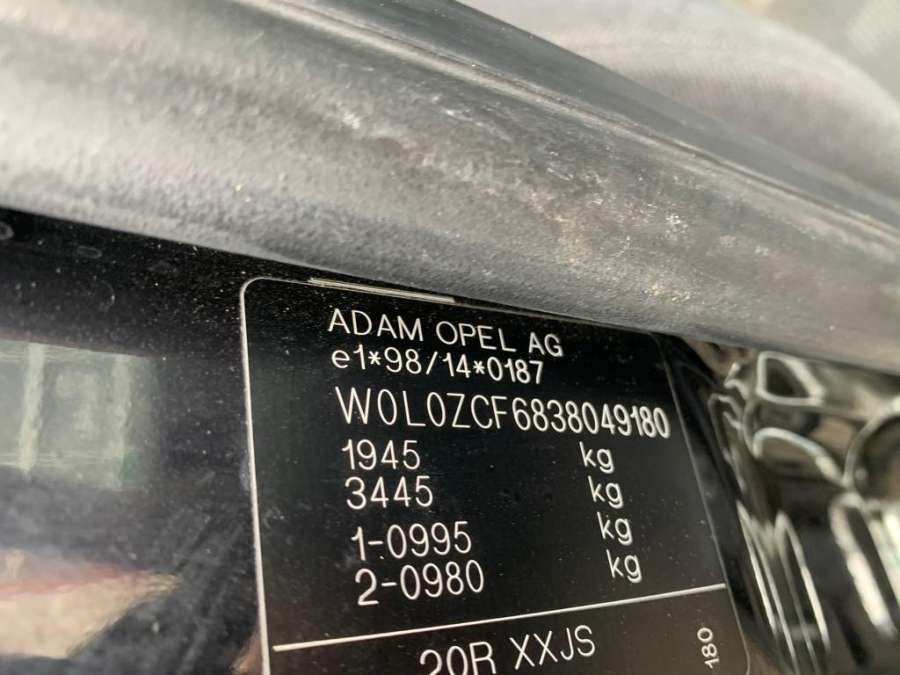 ADAM OPEL AG
e1*98/14*0187
W0L0ZCF6838049180
1945 kg
3445 kg
1-0995 kg
2-0980 kg
20R XXJS
180